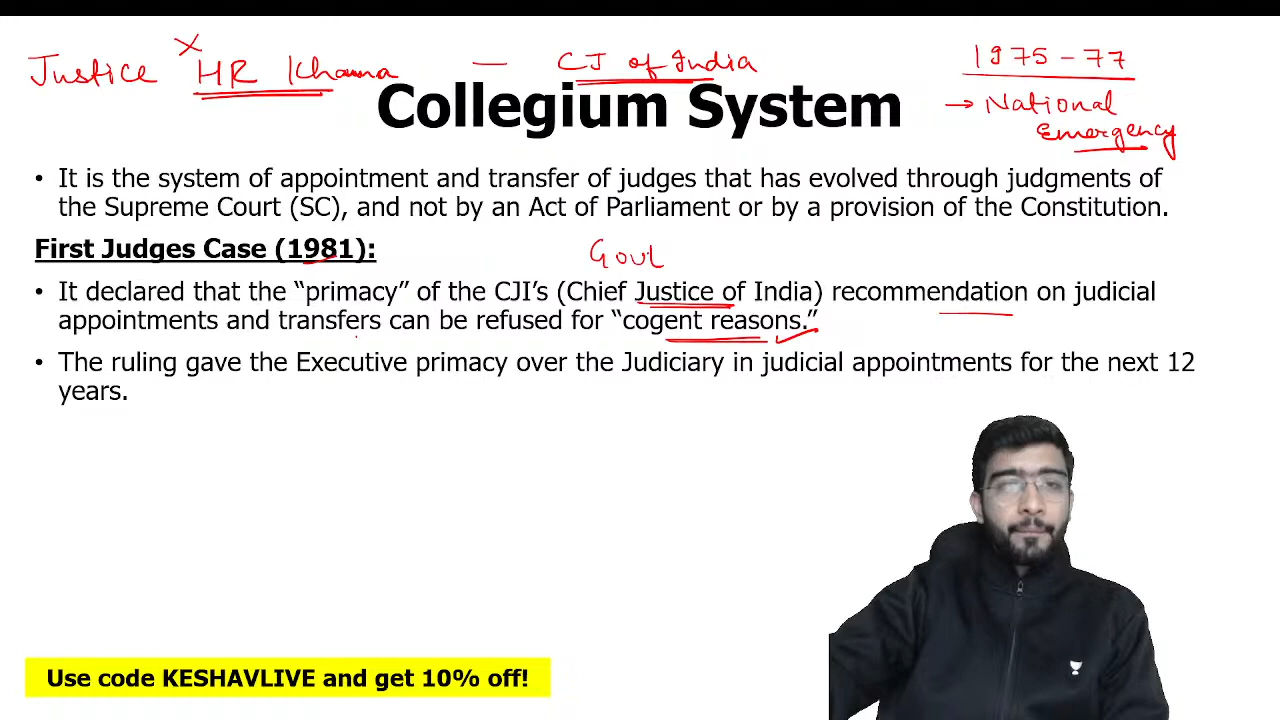 Justice × HR Khanna — CJ of India
1975-77
→ National
Emergency
Collegium System
• It is the system of appointment and transfer of judges that has evolved through judgments of
the Supreme Court (SC), and not by an Act of Parliament or by a provision of the Constitution.
First Judges Case (1981):
Govt
• It declared that the “primacy” of the CJI’s (Chief Justice of India) recommendation on judicial
appointments and transfers can be refused for “cogent reasons.”
• The ruling gave the Executive primacy over the Judiciary in judicial appointments for the next 12
years.
Use code KESHAVLIVE and get 10% off!